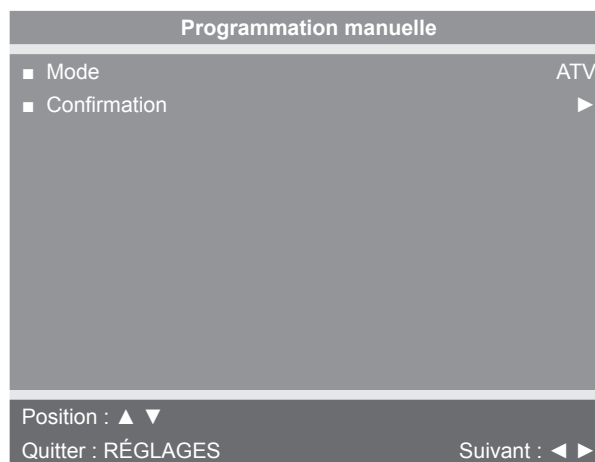 Programmation manuelle
■ Mode ATV
■ Confirmation ►
Position : ▲ ▼
Quitter : RÉGLAGES Suivant : ◄ ►